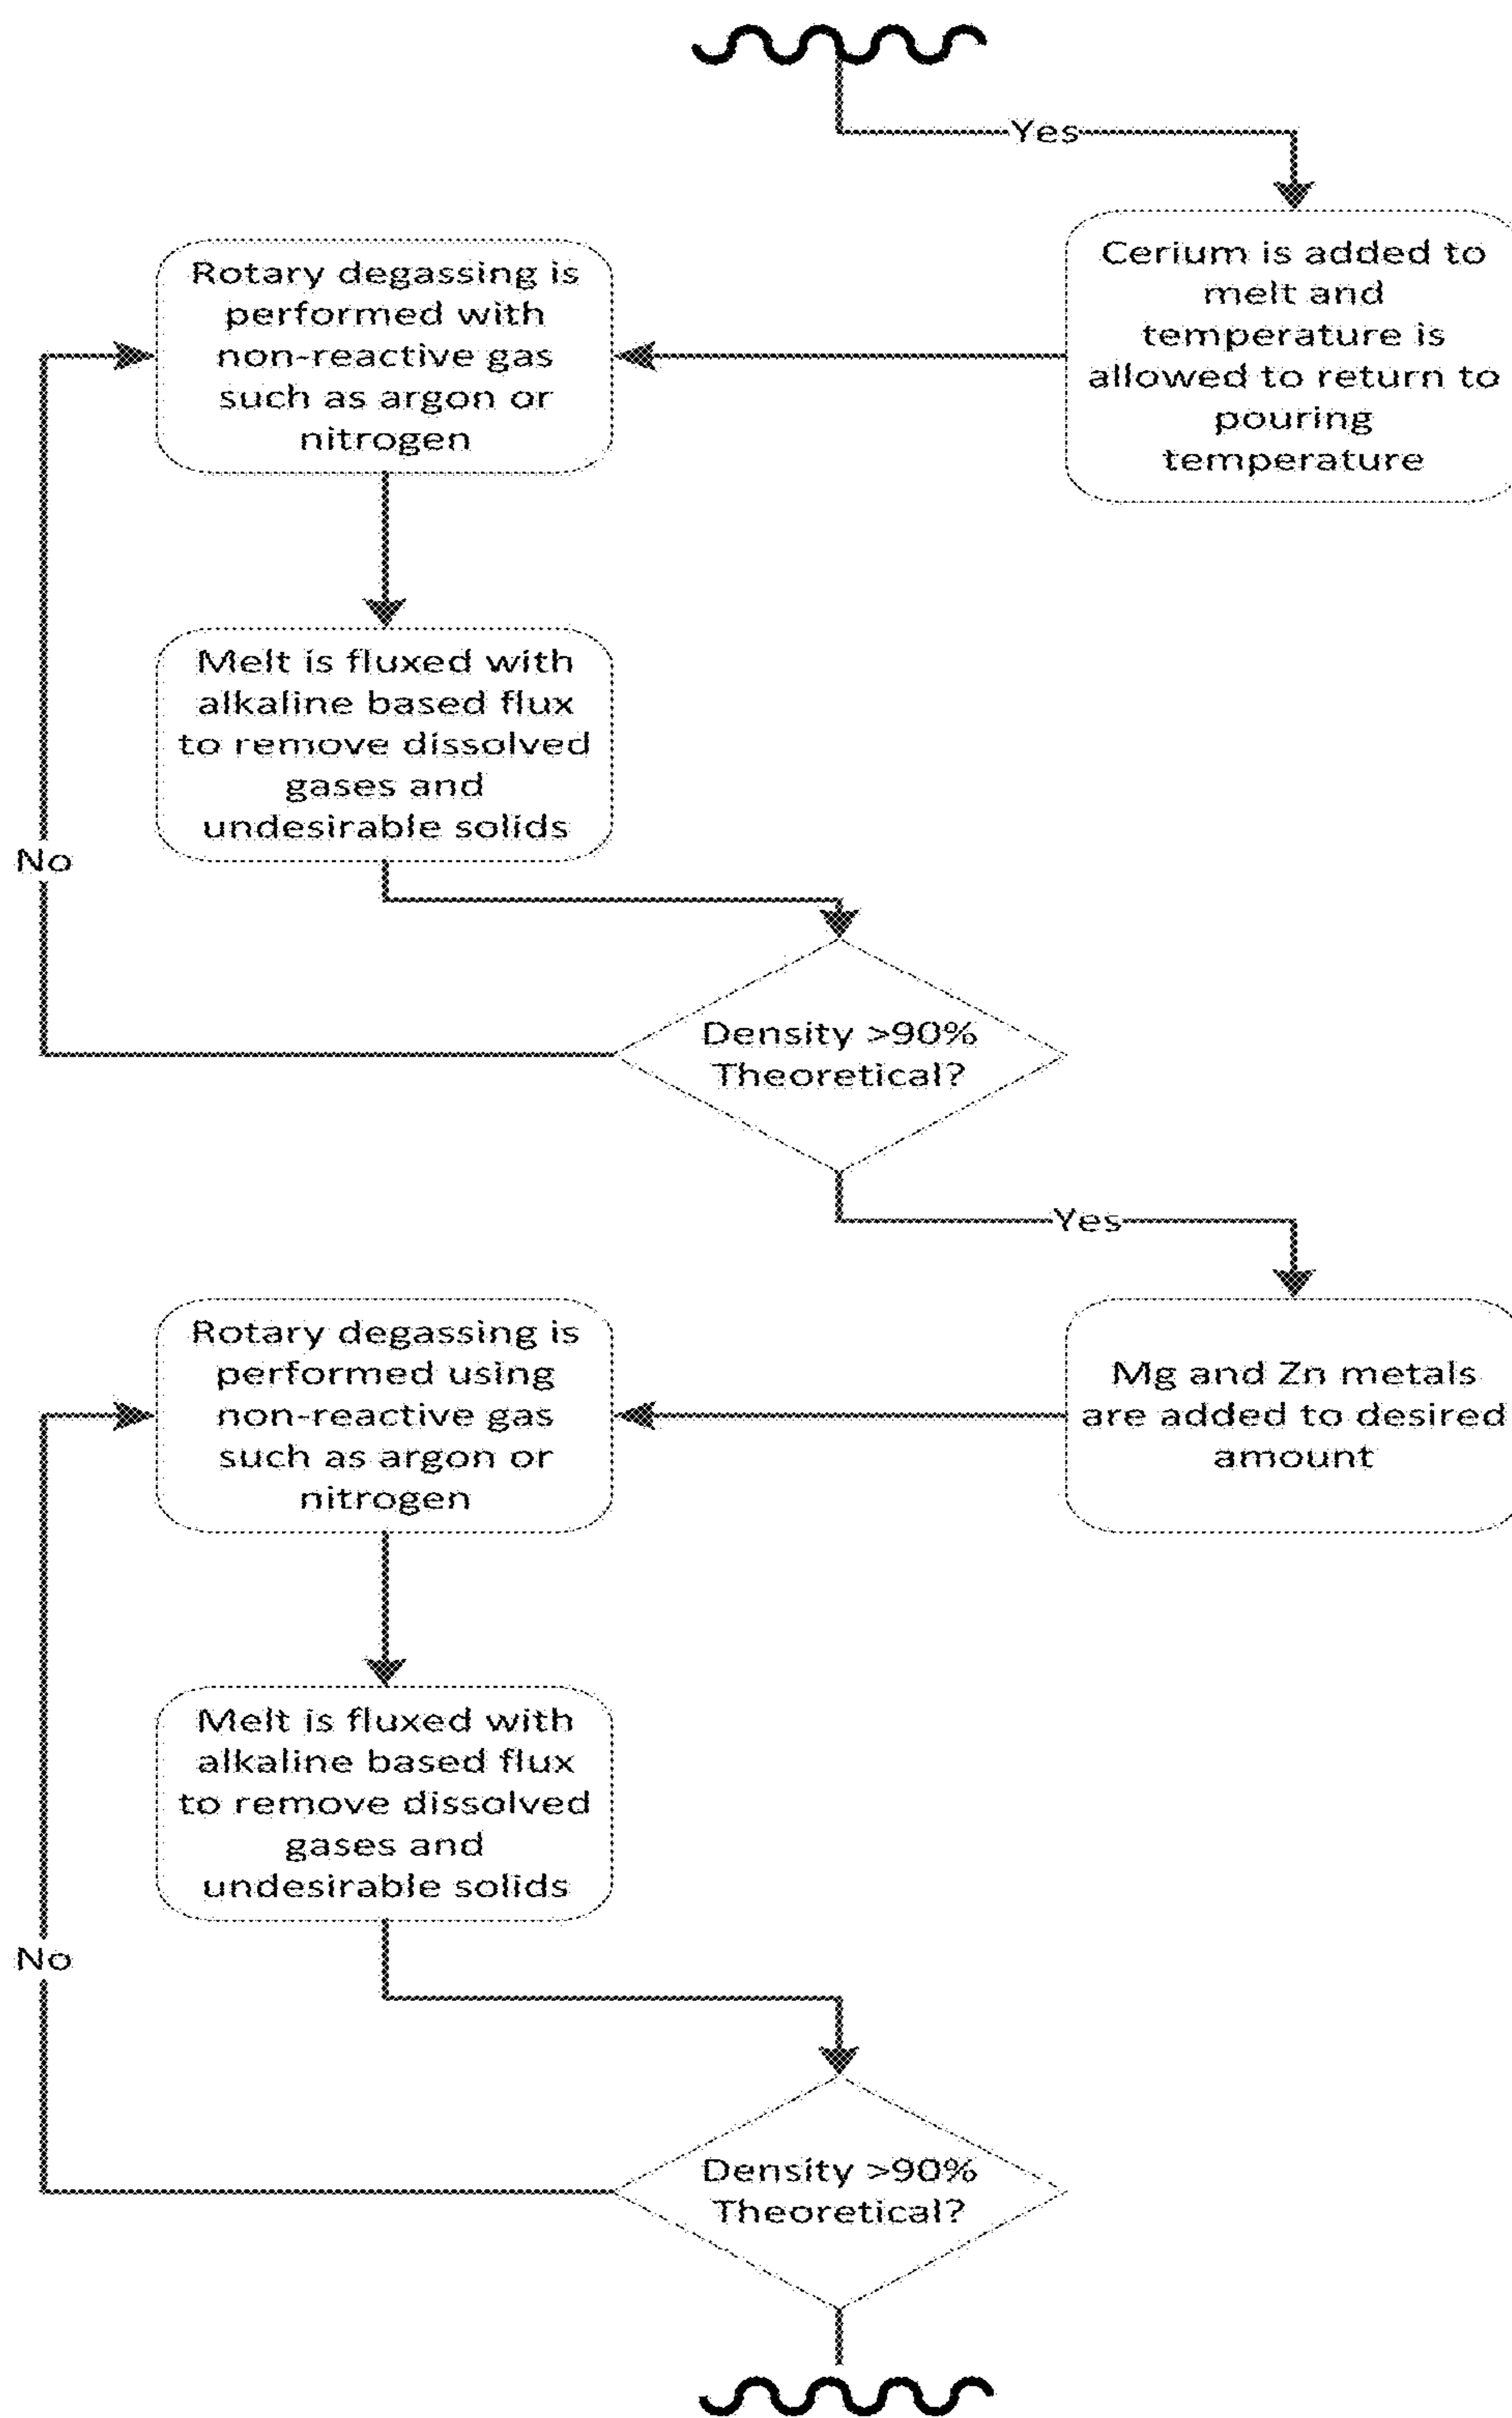 Yes
Cerium is added to
melt and
temperature is
allowed to return to
pouring
temperature
Rotary degassing is
performed with
non-reactive gas
such as argon or
nitrogen
Melt is fluxed with
alkaline based flux
to remove dissolved
gases and
undesirable solids
No
Density >90%
Theoretical?
Yes
Mg and Zn metals
are added to desired
amount
Rotary degassing is
performed using
non-reactive gas
such as argon or
nitrogen
Melt is fluxed with
alkaline based flux
to remove dissolved
gases and
undesirable solids
No
Density >90%
Theoretical?